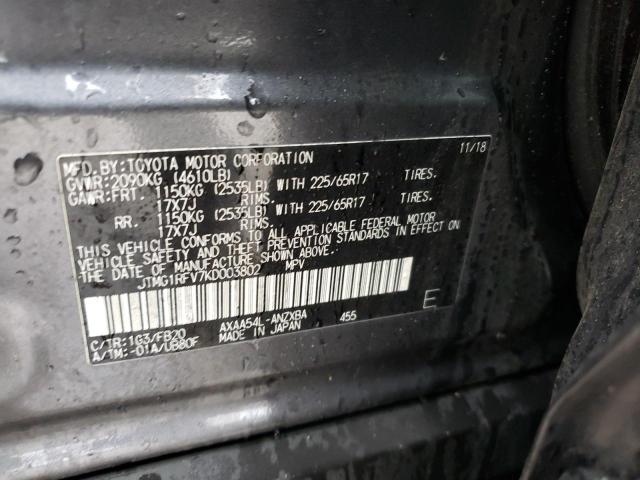 MFD.BY:TOYOTA MOTOR CORPORATION 11/18
GVWR:2090KG (4610LB)
GAWR:FRT. 1150KG (2535LB) WITH 225/65R17 TIRES.
17X7J RIMS.
RR. 1150KG (2535LB) WITH 225/65R17 TIRES.
17X7J RIMS.
THIS VEHICLE CONFORMS TO ALL APPLICABLE FEDERAL MOTOR
VEHICLE SAFETY AND THEFT PREVENTION STANDARDS IN EFFECT ON
THE DATE OF MANUFACTURE SHOWN ABOVE.
JTMG1RFV7KD003802 MPV
E
C/TR:1G3/FB20 AXAA54L-ANZXBA 455
A/TM:-01A/UB80F MADE IN JAPAN